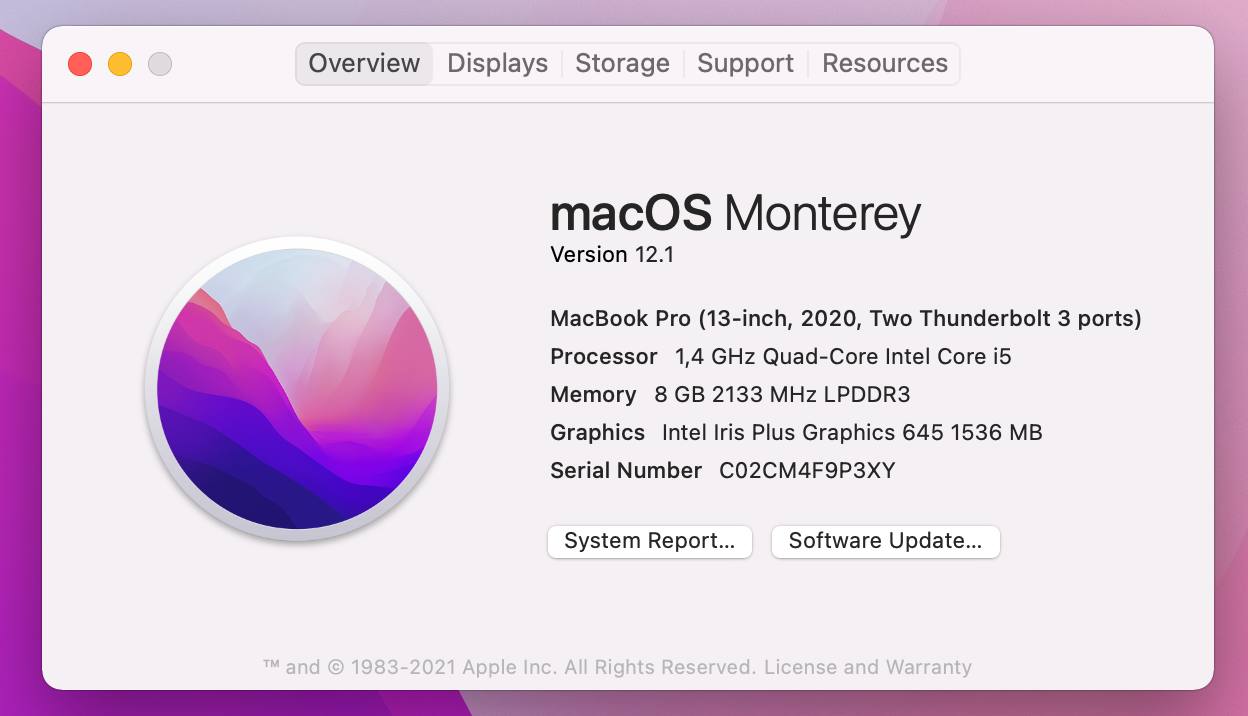 Overview Displays Storage Support Resources
macOS Monterey
Version 12.1
MacBook Pro (13-inch, 2020, Two Thunderbolt 3 ports)
Processor 1,4 GHz Quad-Core Intel Core i5
Memory 8 GB 2133 MHz LPDDR3
Graphics Intel Iris Plus Graphics 645 1536 MB
Serial Number C02CM4F9P3XY
System Report... Software Update...
™ and © 1983-2021 Apple Inc. All Rights Reserved. License and Warranty